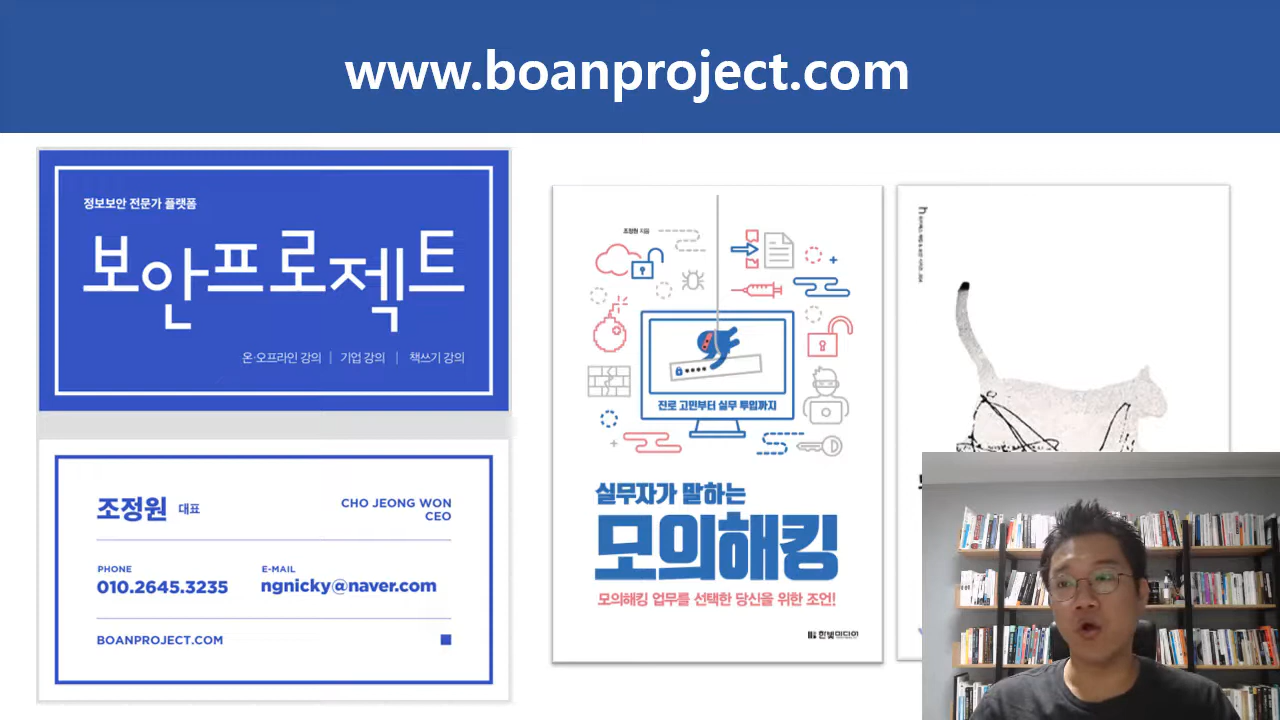 www.boanproject.com
정보보안 전문가 플랫폼
보안프로젝트
온·오프라인 강의 | 기업 강의 | 책쓰기 강의
조정원 대표
CHO JEONG WON
CEO
PHONE
010.2645.3235
E-MAIL
ngnicky@naver.com
BOANPROJECT.COM
조정원 지음
진로 고민부터 실무 투입까지
실무자가 말하는
모의해킹
모의해킹 업무를 선택한 당신을 위한 조언!
한빛미디어